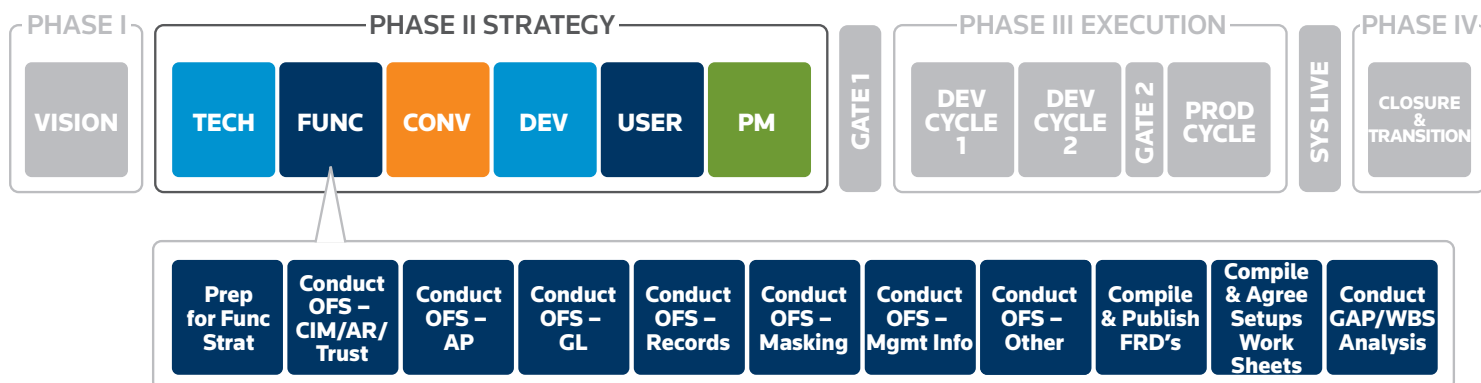 PHASE I
PHASE II STRATEGY
PHASE III EXECUTION
PHASE IV
VISION
TECH
FUNC
CONV
DEV
USER
PM
GATE 1
DEV
CYCLE
1
DEV
CYCLE
2
GATE 2
PROD
CYCLE
SYS LIVE
CLOSURE
&
TRANSITION
Prep
for Func
Strat
Conduct
OFS –
CIM/AR/
Trust
Conduct
OFS –
AP
Conduct
OFS –
GL
Conduct
OFS –
Records
Conduct
OFS –
Masking
Conduct
OFS –
Mgmt Info
Conduct
OFS –
Other
Compile
& Publish
FRD's
Compile
& Agree
Setups
Work
Sheets
Conduct
GAP/WBS
Analysis